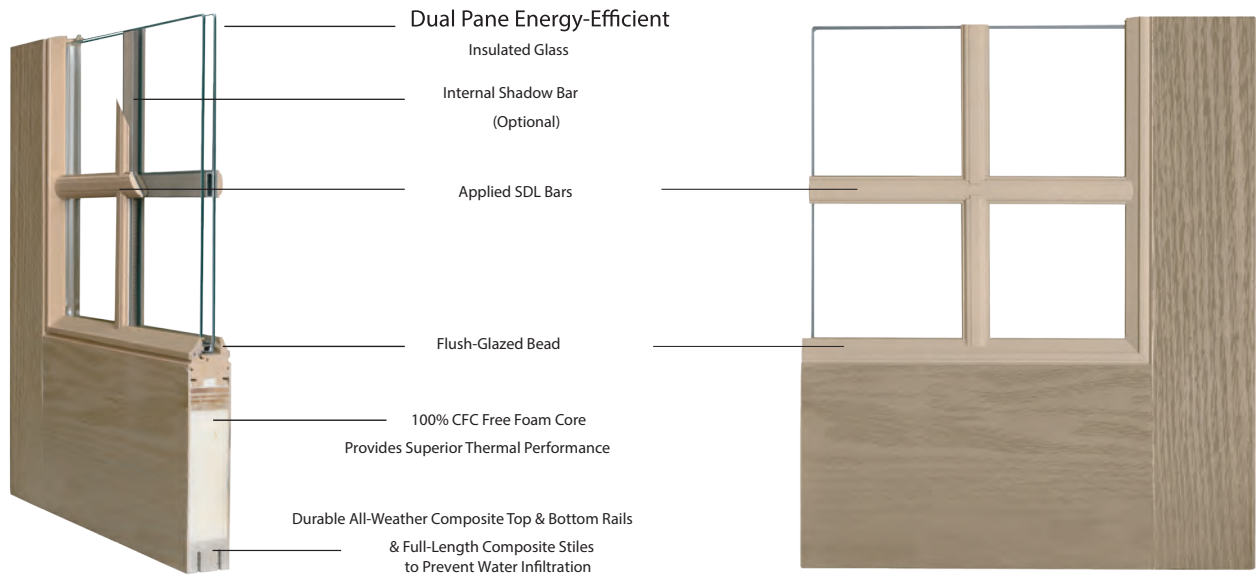 Dual Pane Energy-Efficient
Insulated Glass
Internal Shadow Bar
(Optional)
Applied SDL Bars
Flush-Glazed Bead
100% CFC Free Foam Core
Provides Superior Thermal Performance
Durable All-Weather Composite Top & Bottom Rails
& Full-Length Composite Stiles
to Prevent Water Infiltration